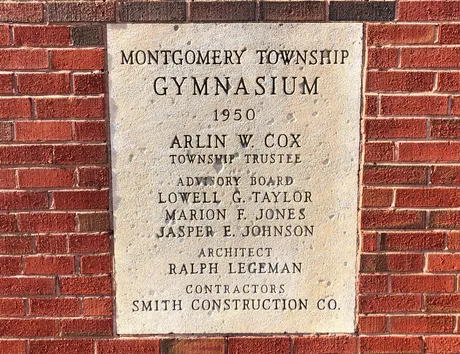 MONTGOMERY TOWNSHIP
GYMNASIUM
1950
ARLIN W. COX
TOWNSHIP TRUSTEE
ADVISORY BOARD
LOWELL G. TAYLOR
MARION F. JONES
JASPER E. JOHNSON
ARCHITECT
RALPH LEGEMAN
CONTRACTORS
SMITH CONSTRUCTION CO.